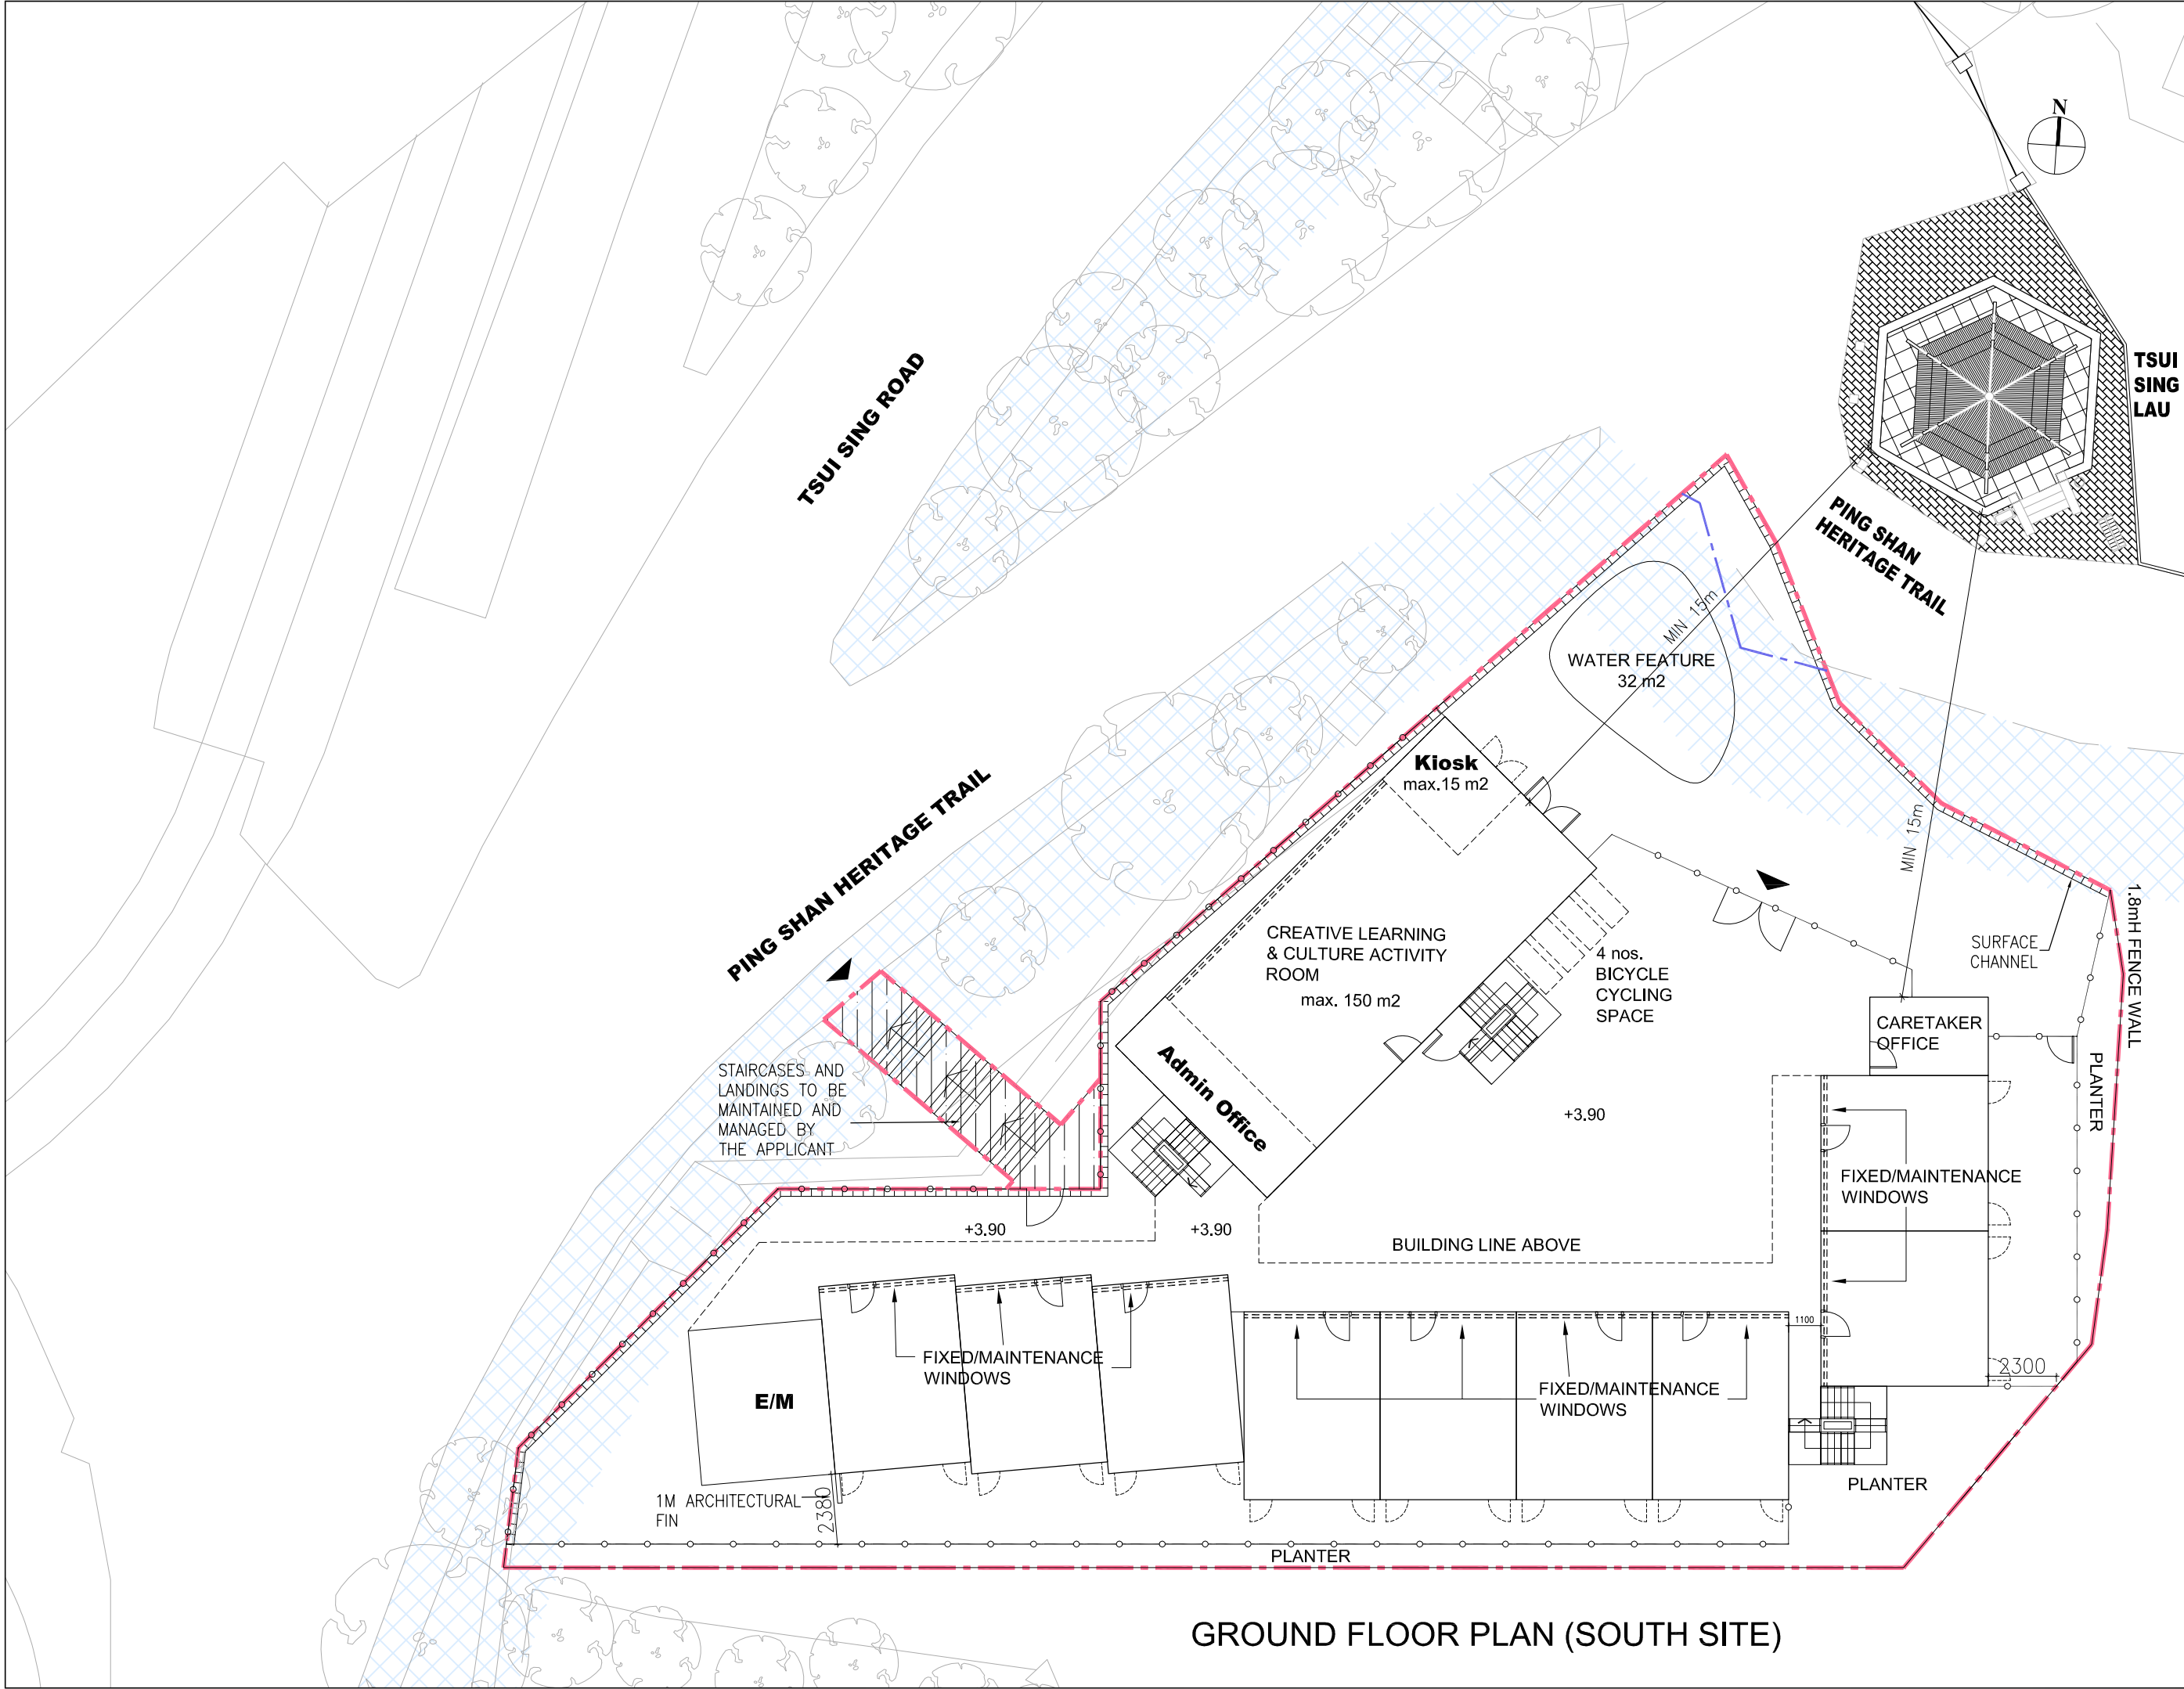 N
TSUI
SING
LAU
TSUI SING ROAD
PING SHAN
HERITAGE TRAIL
MIN 15m
WATER FEATURE
32 m2
Kiosk
max.15 m2
PING SHAN HERITAGE TRAIL
MIN 15m
1.8mH FENCE WALL
CREATIVE LEARNING
& CULTURE ACTIVITY
ROOM
max. 150 m2
4 nos.
BICYCLE
CYCLING
SPACE
SURFACE
CHANNEL
CARETAKER
OFFICE
PLANTER
Admin Office
STAIRCASES AND
LANDINGS TO BE
MAINTAINED AND
MANAGED BY
THE APPLICANT
+3.90
FIXED/MAINTENANCE
WINDOWS
+3.90
+3.90
BUILDING LINE ABOVE
1100
FIXED/MAINTENANCE
WINDOWS
2300
E/M
FIXED/MAINTENANCE
WINDOWS
1M ARCHITECTURAL
FIN
2380
PLANTER
PLANTER
GROUND FLOOR PLAN (SOUTH SITE)